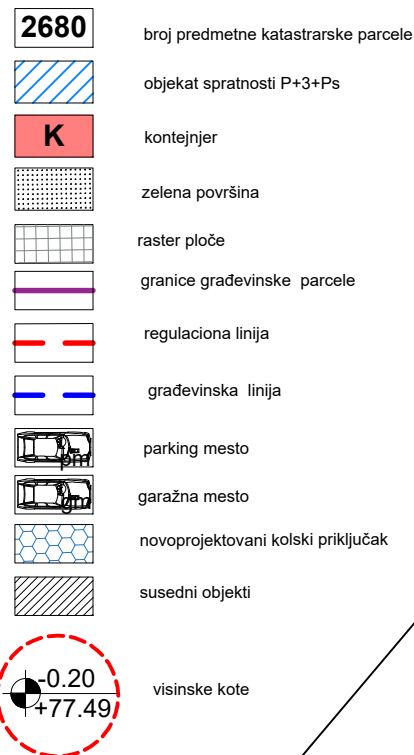 2680 broj predmetne katastrarske parcele
objekat spratnosti P+3+Ps
K kontejnjer
zelena površina
raster ploče
granice građevinske parcele
regulaciona linija
građevinska linija
pm parking mesto
gm garažna mesto
novoprojektovani kolski priključak
susedni objekti
-0.20
visinske kote
+77.49